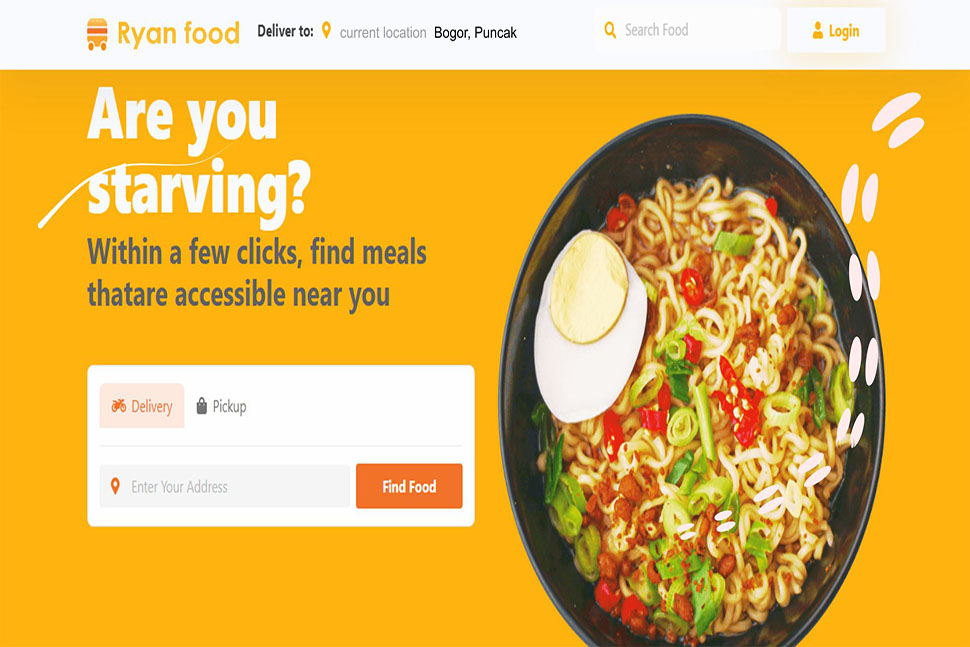 Ryan food
Deliver to: current location Bogor, Puncak
Search Food
Login
Are you
starving?
Within a few clicks, find meals
thatare accessible near you
Delivery
Pickup
Enter Your Address
Find Food